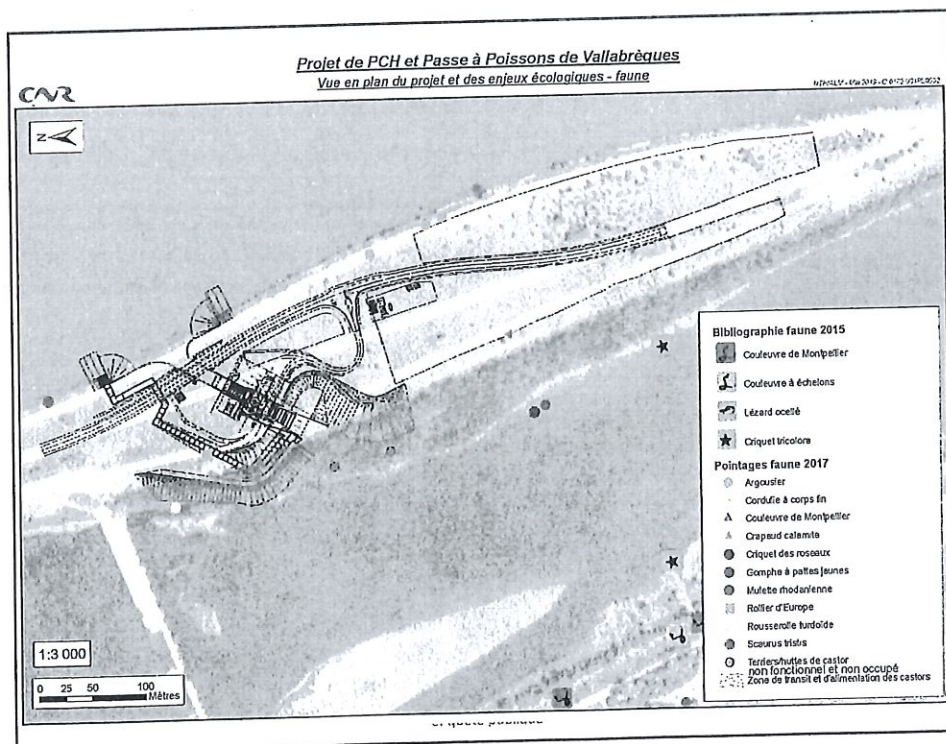 Projet de PCH et Passe à Poissons de Vallabrègues
Vue en plan du projet et des enjeux écologiques - faune
CNR
N
Bibliographie faune 2015
Couleuvre de Montpellier
Couleuvre à échelons
Lézard ocellé
Criquet tricolore
Pointages faune 2017
Argousier
Cordulie à corps fin
Couleuvre de Montpellier
Crapaud calamite
Criquet des roseaux
Gomphe à pattes jaunes
Mulette rhodanienne
Rollier d'Europe
Rousserolle turdoïde
Scaurus tristis
Terriers/huttes de castor
non fonctionnel et non occupé
Zone de transit et d'alimentation des castors
1:3 000
0 25 50 100
Mètres